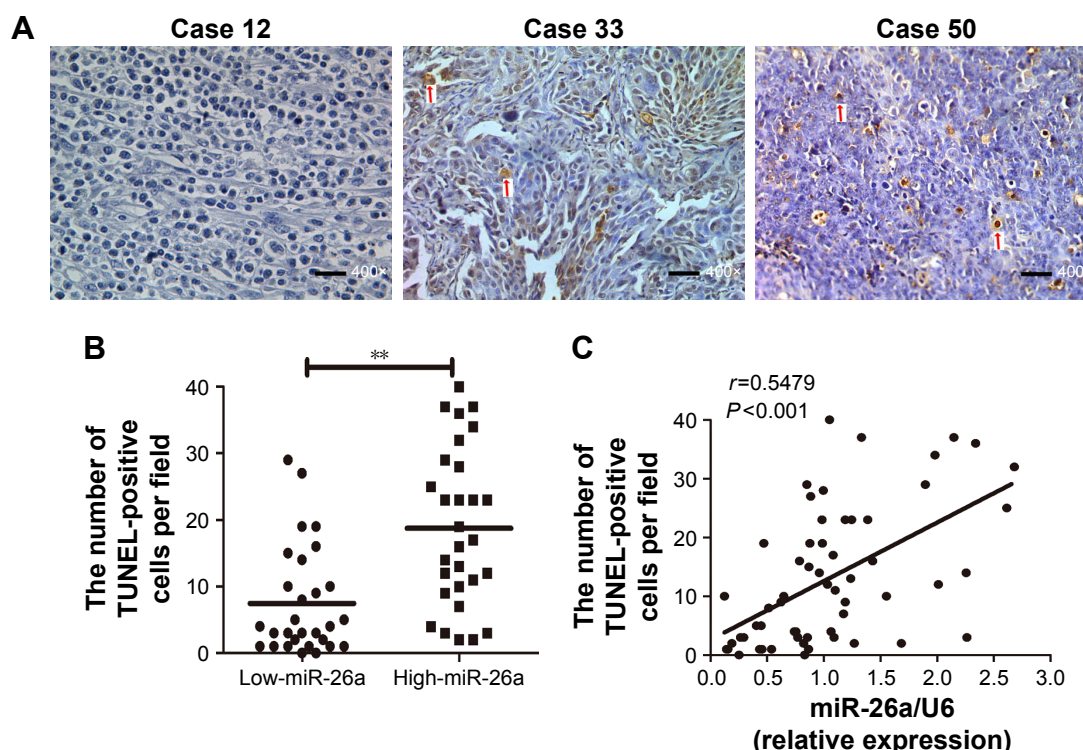 A
Case 12
Case 33
Case 50
400×
400×
400
B
**
The number of
TUNEL-positive
cells per field
40
30
20
10
0
Low-miR-26a
High-miR-26a
C
r=0.5479
P<0.001
The number of
TUNEL-positive
cells per field
40
30
20
10
0
0.0 0.5 1.0 1.5 2.0 2.5 3.0
miR-26a/U6
(relative expression)